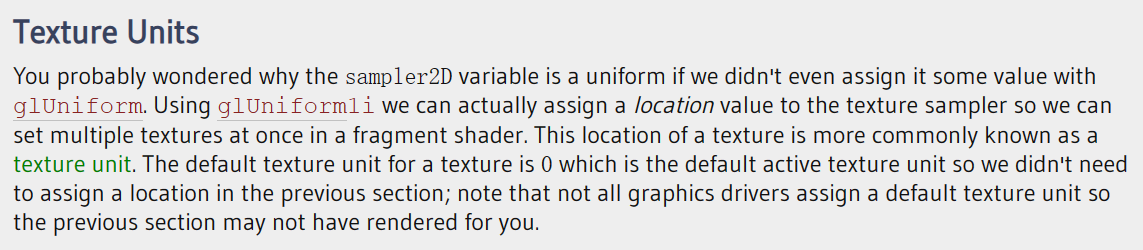 Texture Units
You probably wondered why the sampler2D variable is a uniform if we didn't even assign it some value with
glUniform. Using glUniform1i we can actually assign a location value to the texture sampler so we can
set multiple textures at once in a fragment shader. This location of a texture is more commonly known as a
texture unit. The default texture unit for a texture is 0 which is the default active texture unit so we didn't need
to assign a location in the previous section; note that not all graphics drivers assign a default texture unit so
the previous section may not have rendered for you.